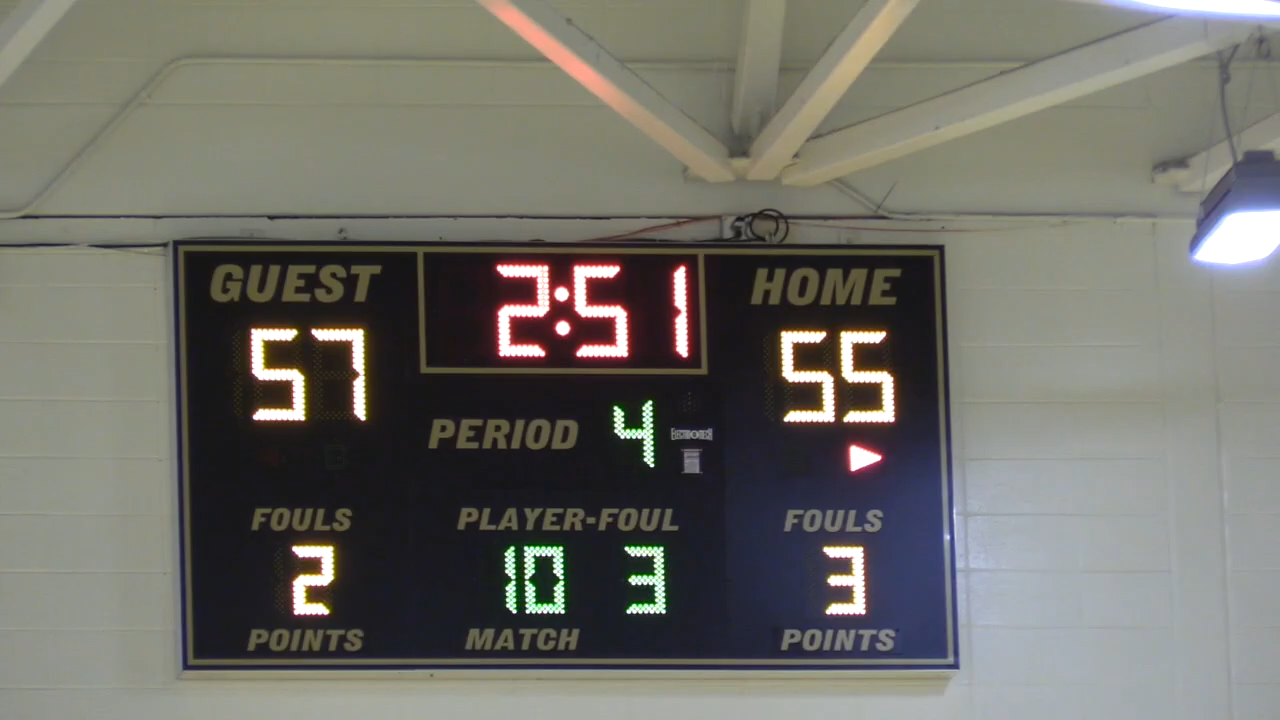 GUEST 2:51 HOME
57 55
PERIOD 4
FOULS PLAYER-FOUL FOULS
2 10 3 3
POINTS MATCH POINTS